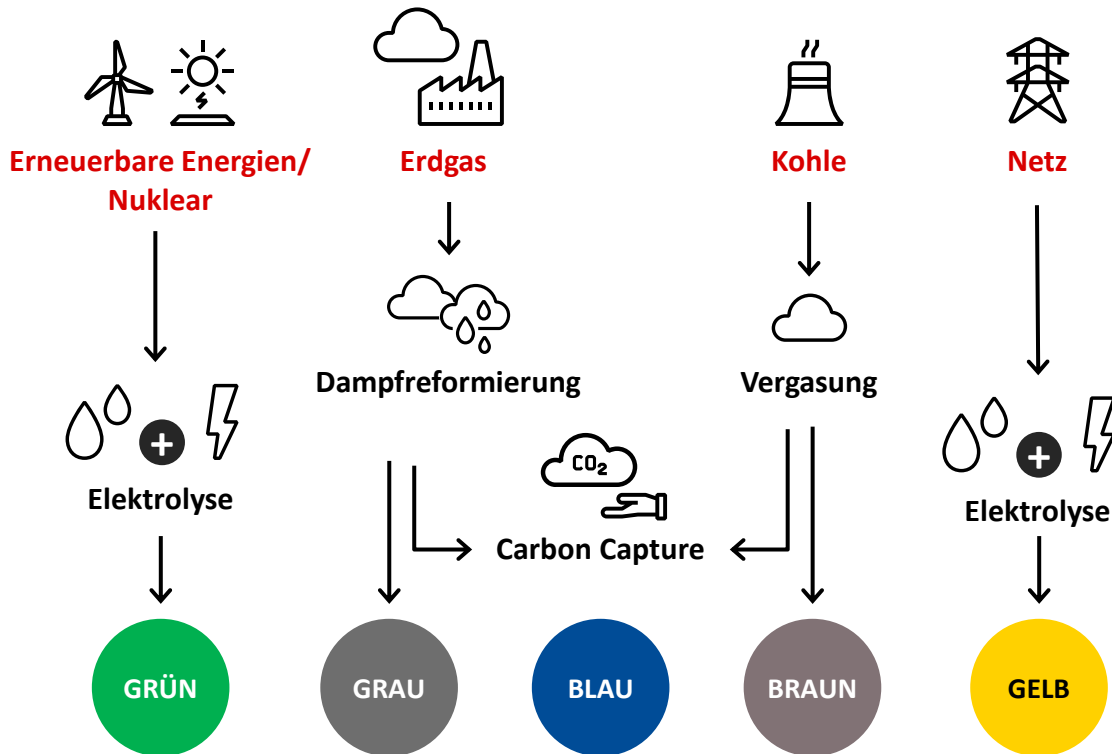 Erneuerbare Energien/
Nuklear
Erdgas
Kohle
Netz
Dampfreformierung
Vergasung
+
Elektrolyse
CO₂
Carbon Capture
+
Elektrolyse
GRÜN
GRAU
BLAU
BRAUN
GELB